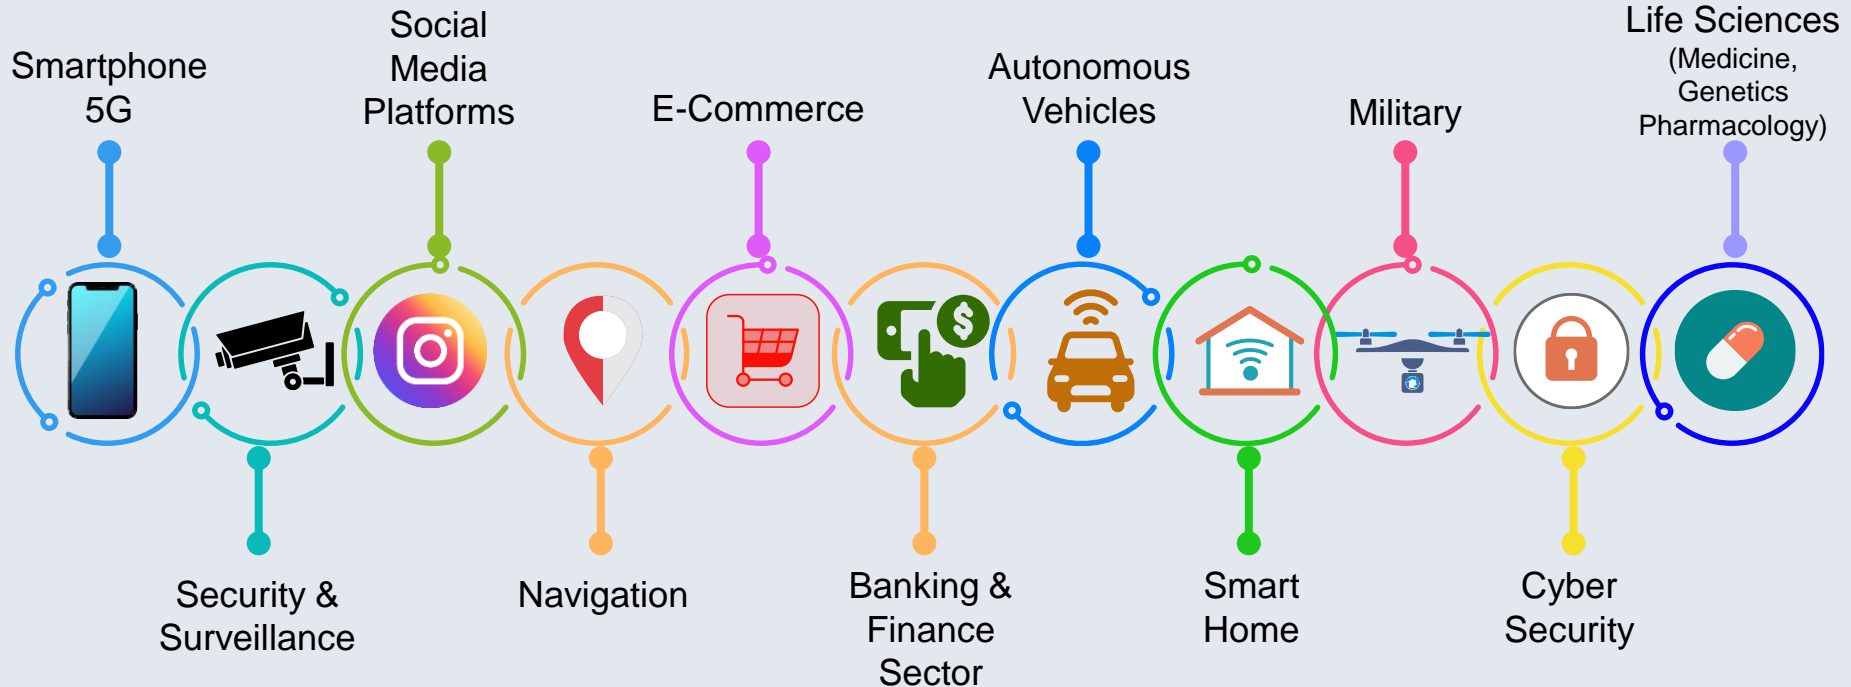 Smartphone
5G
Security &
Surveillance
Social
Media
Platforms
Navigation
E-Commerce
Banking &
Finance
Sector
Autonomous
Vehicles
Smart
Home
Military
Cyber
Security
Life Sciences
(Medicine,
Genetics
Pharmacology)
$